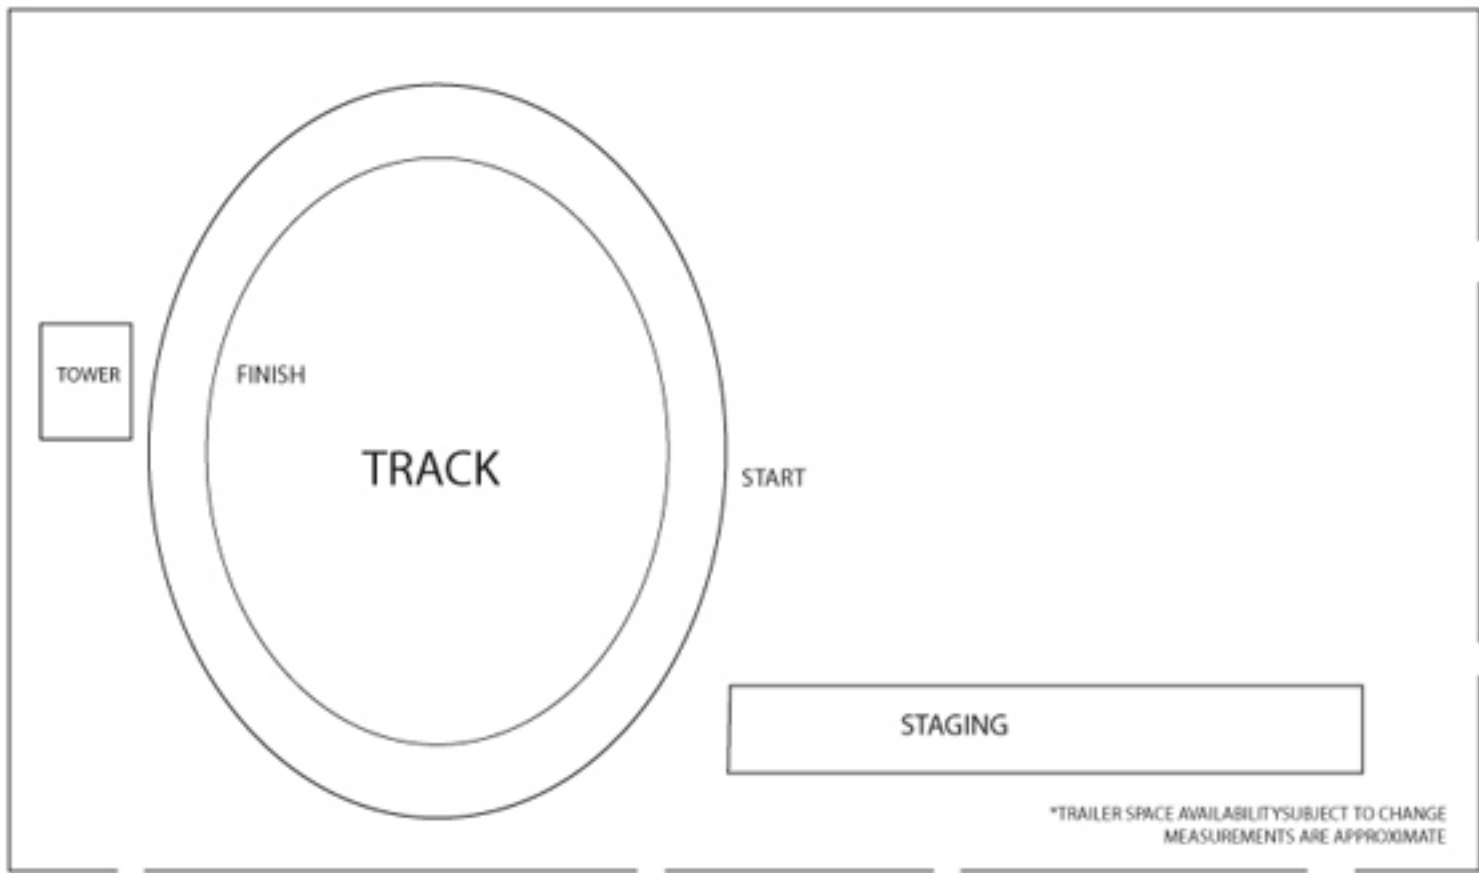 TOWER
FINISH
TRACK
START
STAGING
*TRAILER SPACE AVAILABILITYSUBJECT TO CHANGE
MEASUREMENTS ARE APPROXIMATE